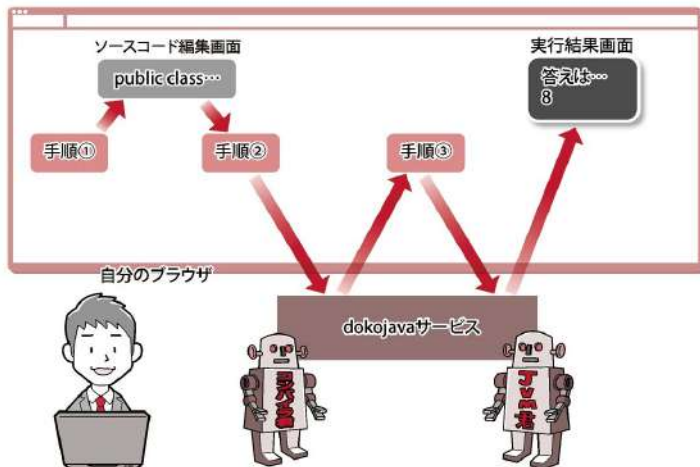 ソースコード編集画面
public class…
実行結果画面
答えは…
8
手順①
手順②
手順③
自分のブラウザ
dokojavaサービス
コンパイラ君
Jvm君